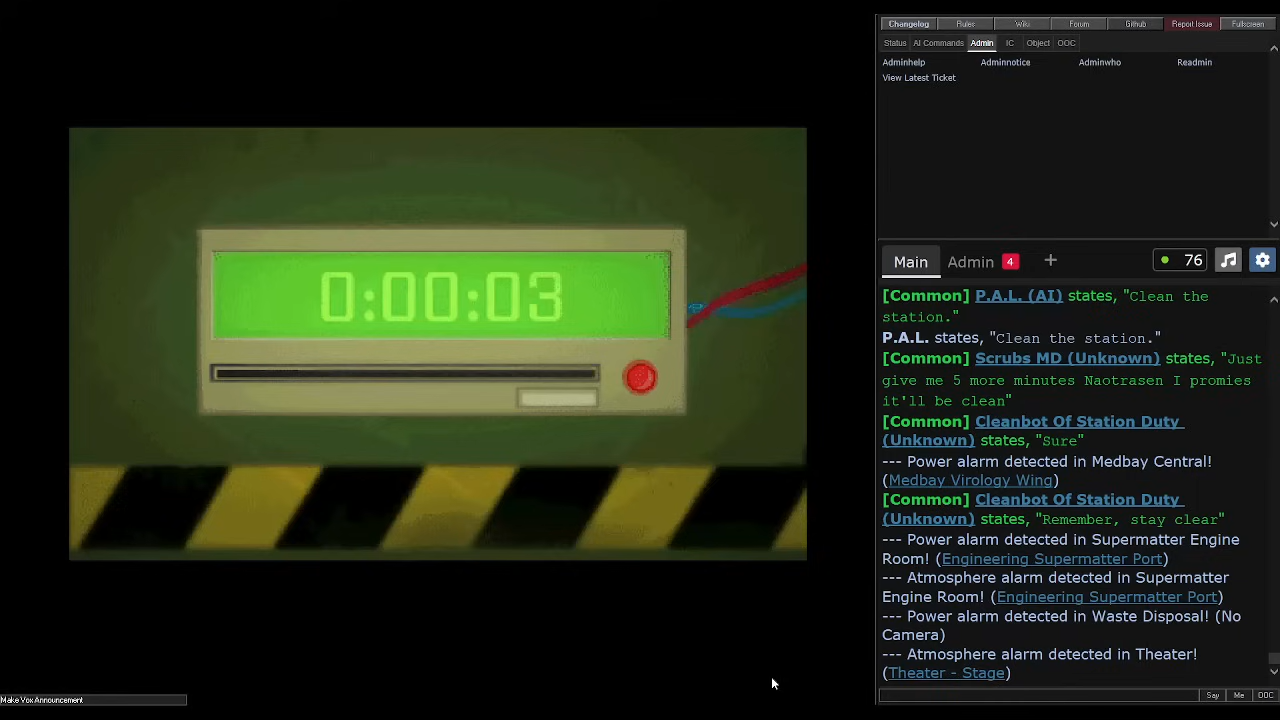 Changelog Rules Wiki Forum Github Report Issue Fullscreen
Status AI Commands Admin IC Object OOC
Adminhelp Adminnotice Adminwho Readmin
View Latest Ticket
0:00:03
Main Admin 4 + 76
[Common] P.A.L. (AI) states, "Clean the
station."
P.A.L. states, "Clean the station."
[Common] Scrubs MD (Unknown) states, "Just
give me 5 more minutes Naotrasen I promies
it'll be clean"
[Common] Cleanbot Of Station Duty
(Unknown) states, "Sure"
--- Power alarm detected in Medbay Central!
(Medbay Virology Wing)
[Common] Cleanbot Of Station Duty
(Unknown) states, "Remember, stay clear"
--- Power alarm detected in Supermatter Engine
Room! (Engineering Supermatter Port)
--- Atmosphere alarm detected in Supermatter
Engine Room! (Engineering Supermatter Port)
--- Power alarm detected in Waste Disposal! (No
Camera)
--- Atmosphere alarm detected in Theater!
(Theater - Stage)
Make Vox Announcement
Say Me OOC